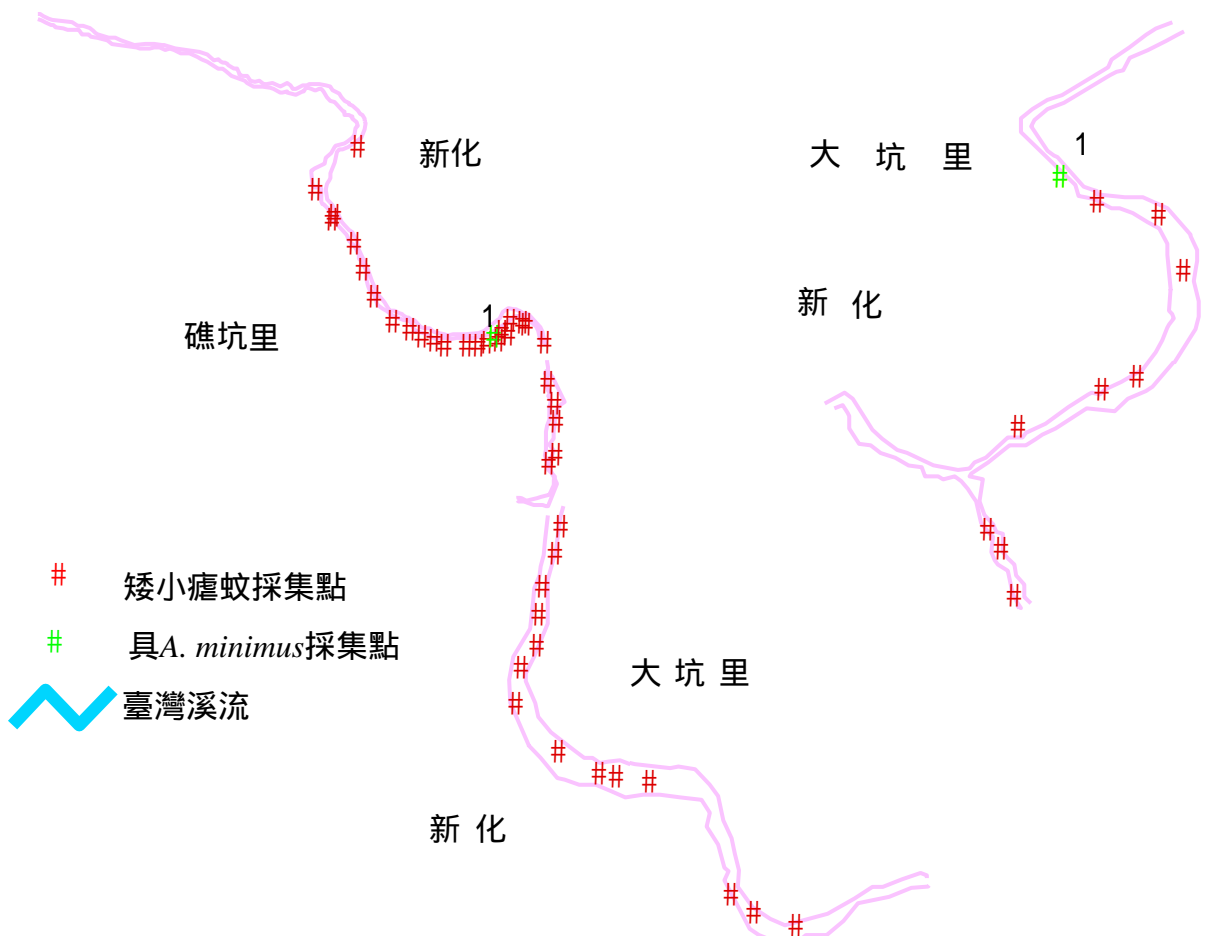 新化
大 坑 里
1
新 化
礁坑里
1
# 矮小瘧蚊採集點
# 具A. minimus採集點
臺灣溪流
大 坑 里
新 化